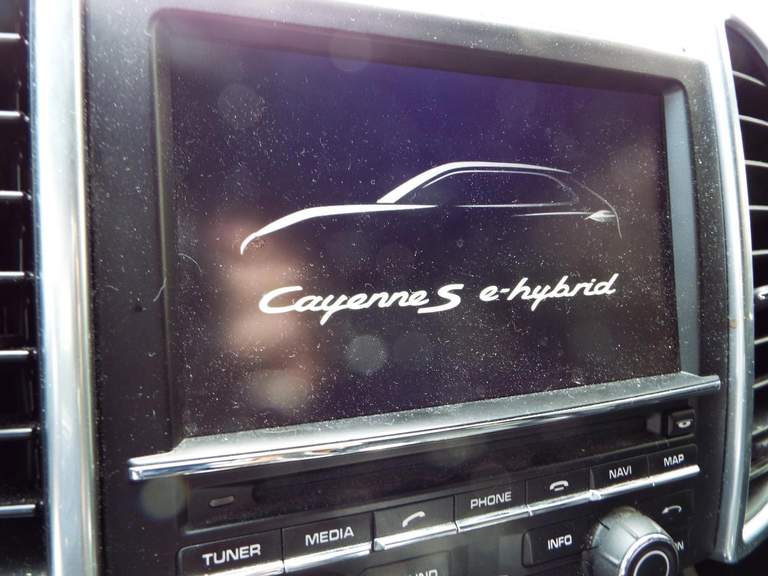 Cayenne S e-hybrid
TUNER MEDIA PHONE NAVI MAP
INFO